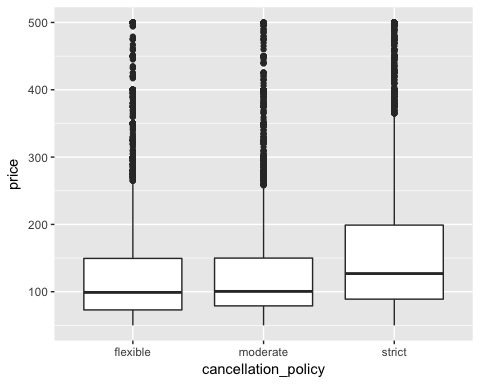 price
500
400
300
200
100
flexible
moderate
strict
cancellation_policy